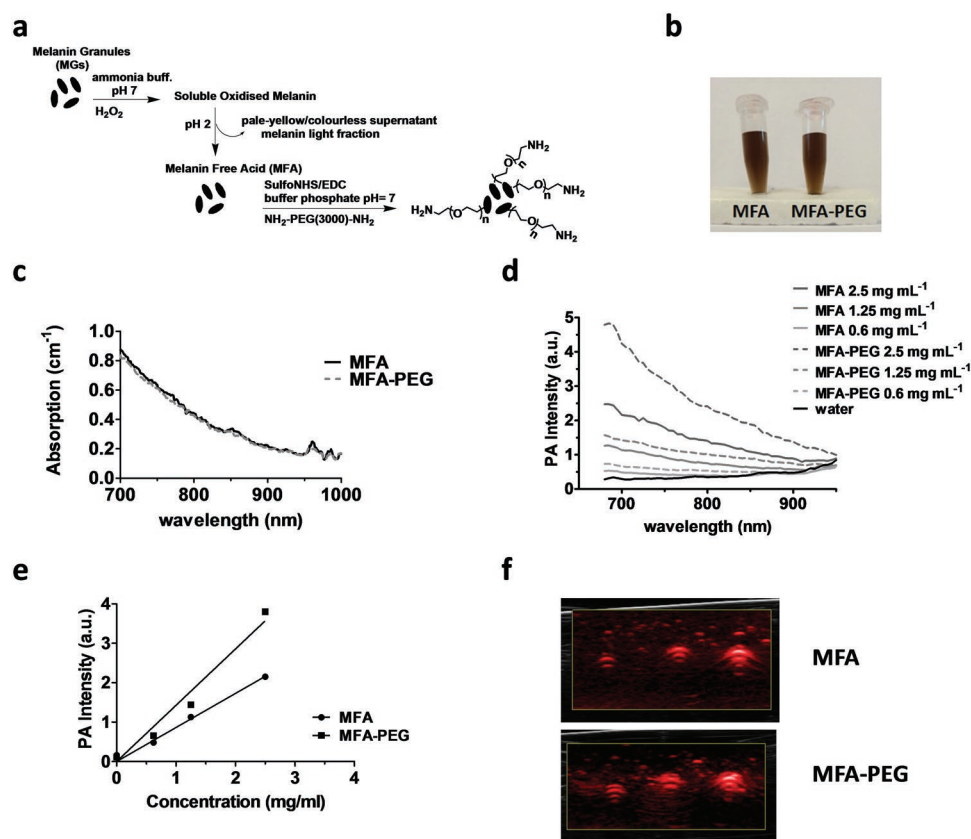 a
Melanin Granules
(MGs)
ammonia buff.
pH 7
H₂O₂
Soluble Oxidised Melanin
pH 2
pale-yellow/colourless supernatant
melanin light fraction
Melanin Free Acid (MFA)
SulfoNHS/EDC
buffer phosphate pH= 7
NH₂-PEG(3000)-NH₂
NH₂
O
n
O
n
NH₂
H₂N
O
n
O
n
NH₂
b
MFA
MFA-PEG
c
Absorption (cm⁻¹)
1.0
0.8
0.6
0.4
0.2
0.0
700
800
900
1000
wavelength (nm)
MFA
MFA-PEG
d
PA Intensity (a.u.)
5
4
3
2
1
0
700
800
900
wavelength (nm)
MFA 2.5 mg mL⁻¹
MFA 1.25 mg mL⁻¹
MFA 0.6 mg mL⁻¹
MFA-PEG 2.5 mg mL⁻¹
MFA-PEG 1.25 mg mL⁻¹
MFA-PEG 0.6 mg mL⁻¹
water
e
PA Intensity (a.u.)
4
3
2
1
0
0
1
2
3
4
Concentration (mg/ml)
MFA
MFA-PEG
f
MFA
MFA-PEG